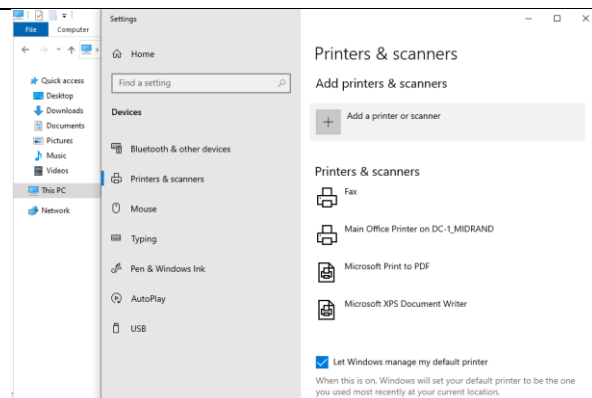 File
Computer
Quick access
Desktop
Downloads
Documents
Pictures
Music
Videos
This PC
Network
Settings
Home
Find a setting
Devices
Bluetooth & other devices
Printers & scanners
Mouse
Typing
Pen & Windows Ink
AutoPlay
USB
Printers & scanners
Add printers & scanners
Add a printer or scanner
Printers & scanners
Fax
Main Office Printer on DC-1_MIDRAND
Microsoft Print to PDF
Microsoft XPS Document Writer
Let Windows manage my default printer
When this is on, Windows will set your default printer to be the one
you used most recently at your current location.